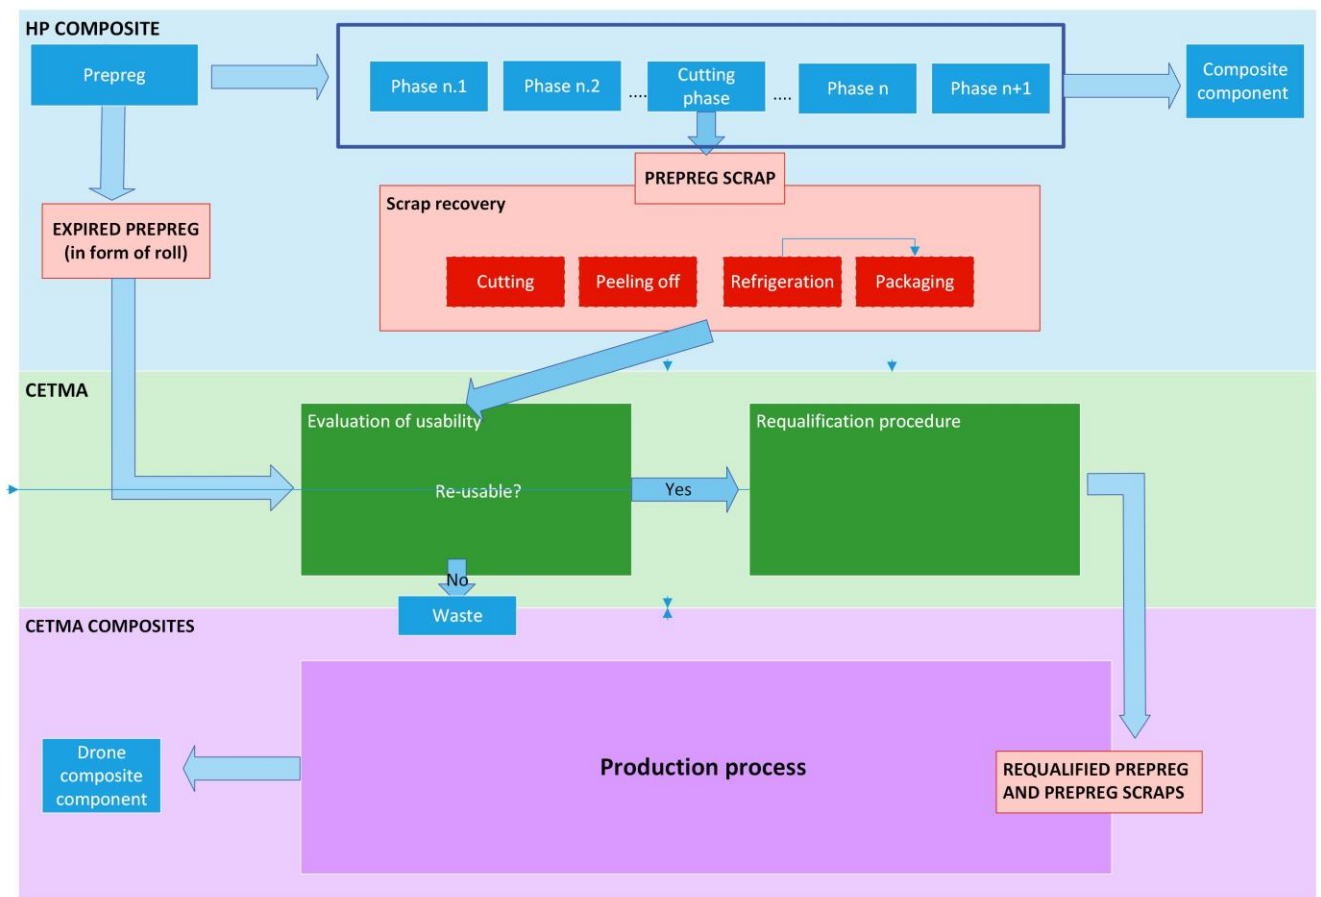 HP COMPOSITE
Prepreg
Phase n.1
Phase n.2
....
Cutting
phase
....
Phase n
Phase n+1
Composite
component
PREPREG SCRAP
Scrap recovery
EXPIRED PREPREG
(in form of roll)
Cutting
Peeling off
Refrigeration
Packaging
CETMA
Evaluation of usability
Re-usable?
Yes
Requalification procedure
No
Waste
CETMA COMPOSITES
Production process
Drone
composite
component
REQUALIFIED PREPREG
AND PREPREG SCRAPS